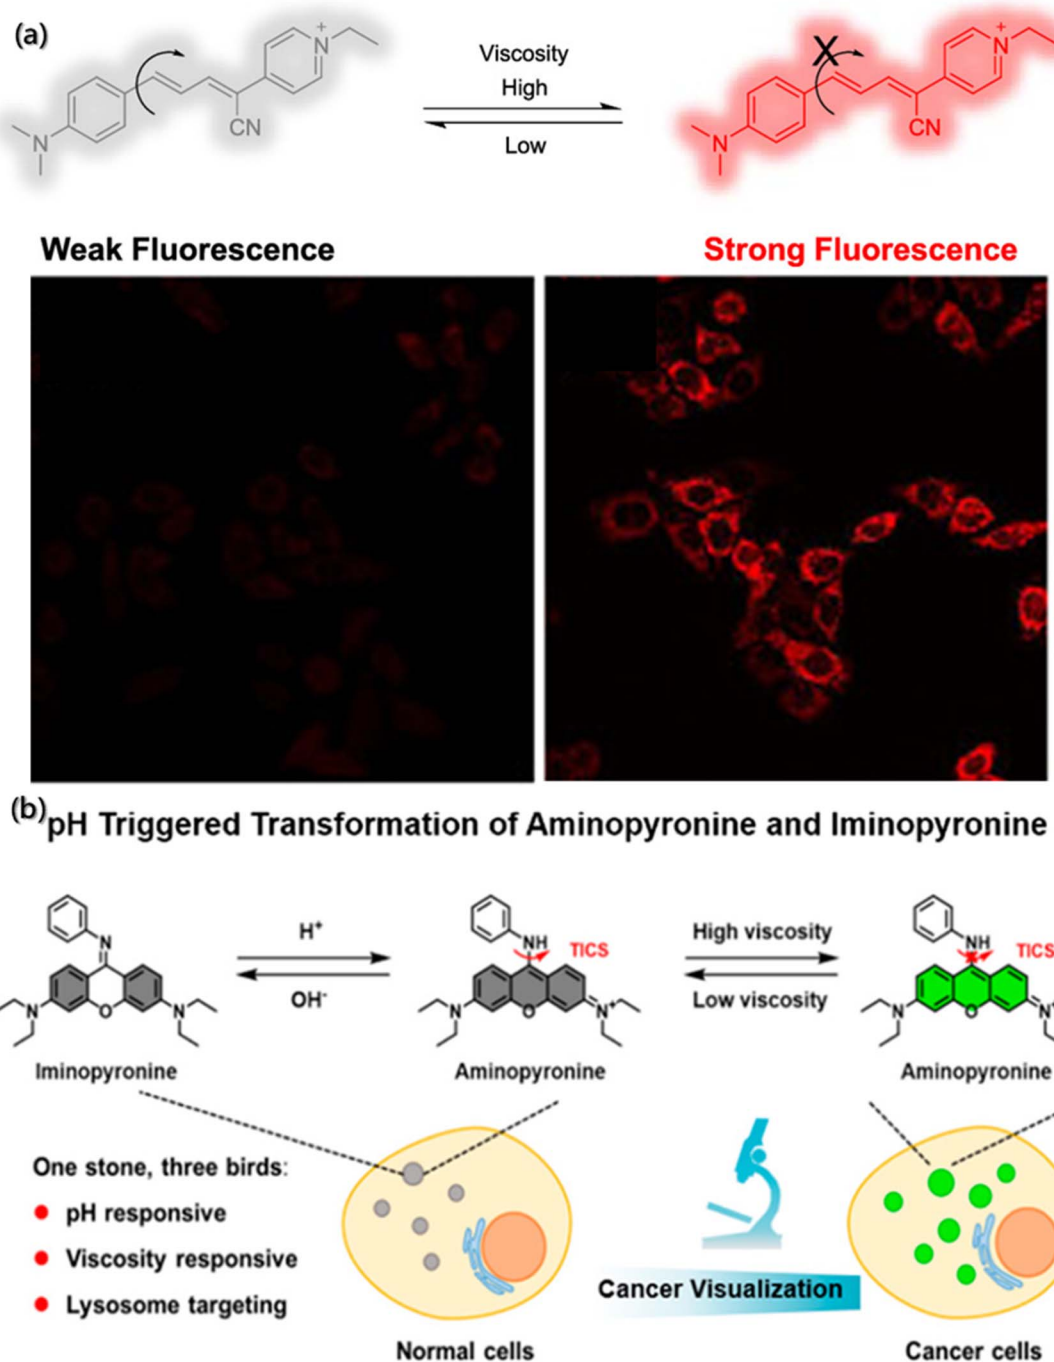 (a)
N
+
CN
N
Viscosity
High
Low
X
N
+
CN
N
Weak Fluorescence
Strong Fluorescence
(b)
pH Triggered Transformation of Aminopyronine and Iminopyronine
N
N
O
N
Iminopyronine
H+
OH-
NH
TICS
N
O
N+
Aminopyronine
High viscosity
Low viscosity
NH
TICS
N
O
N
Aminopyronine
One stone, three birds:
pH responsive
Viscosity responsive
Lysosome targeting
Normal cells
Cancer Visualization
Cancer cells